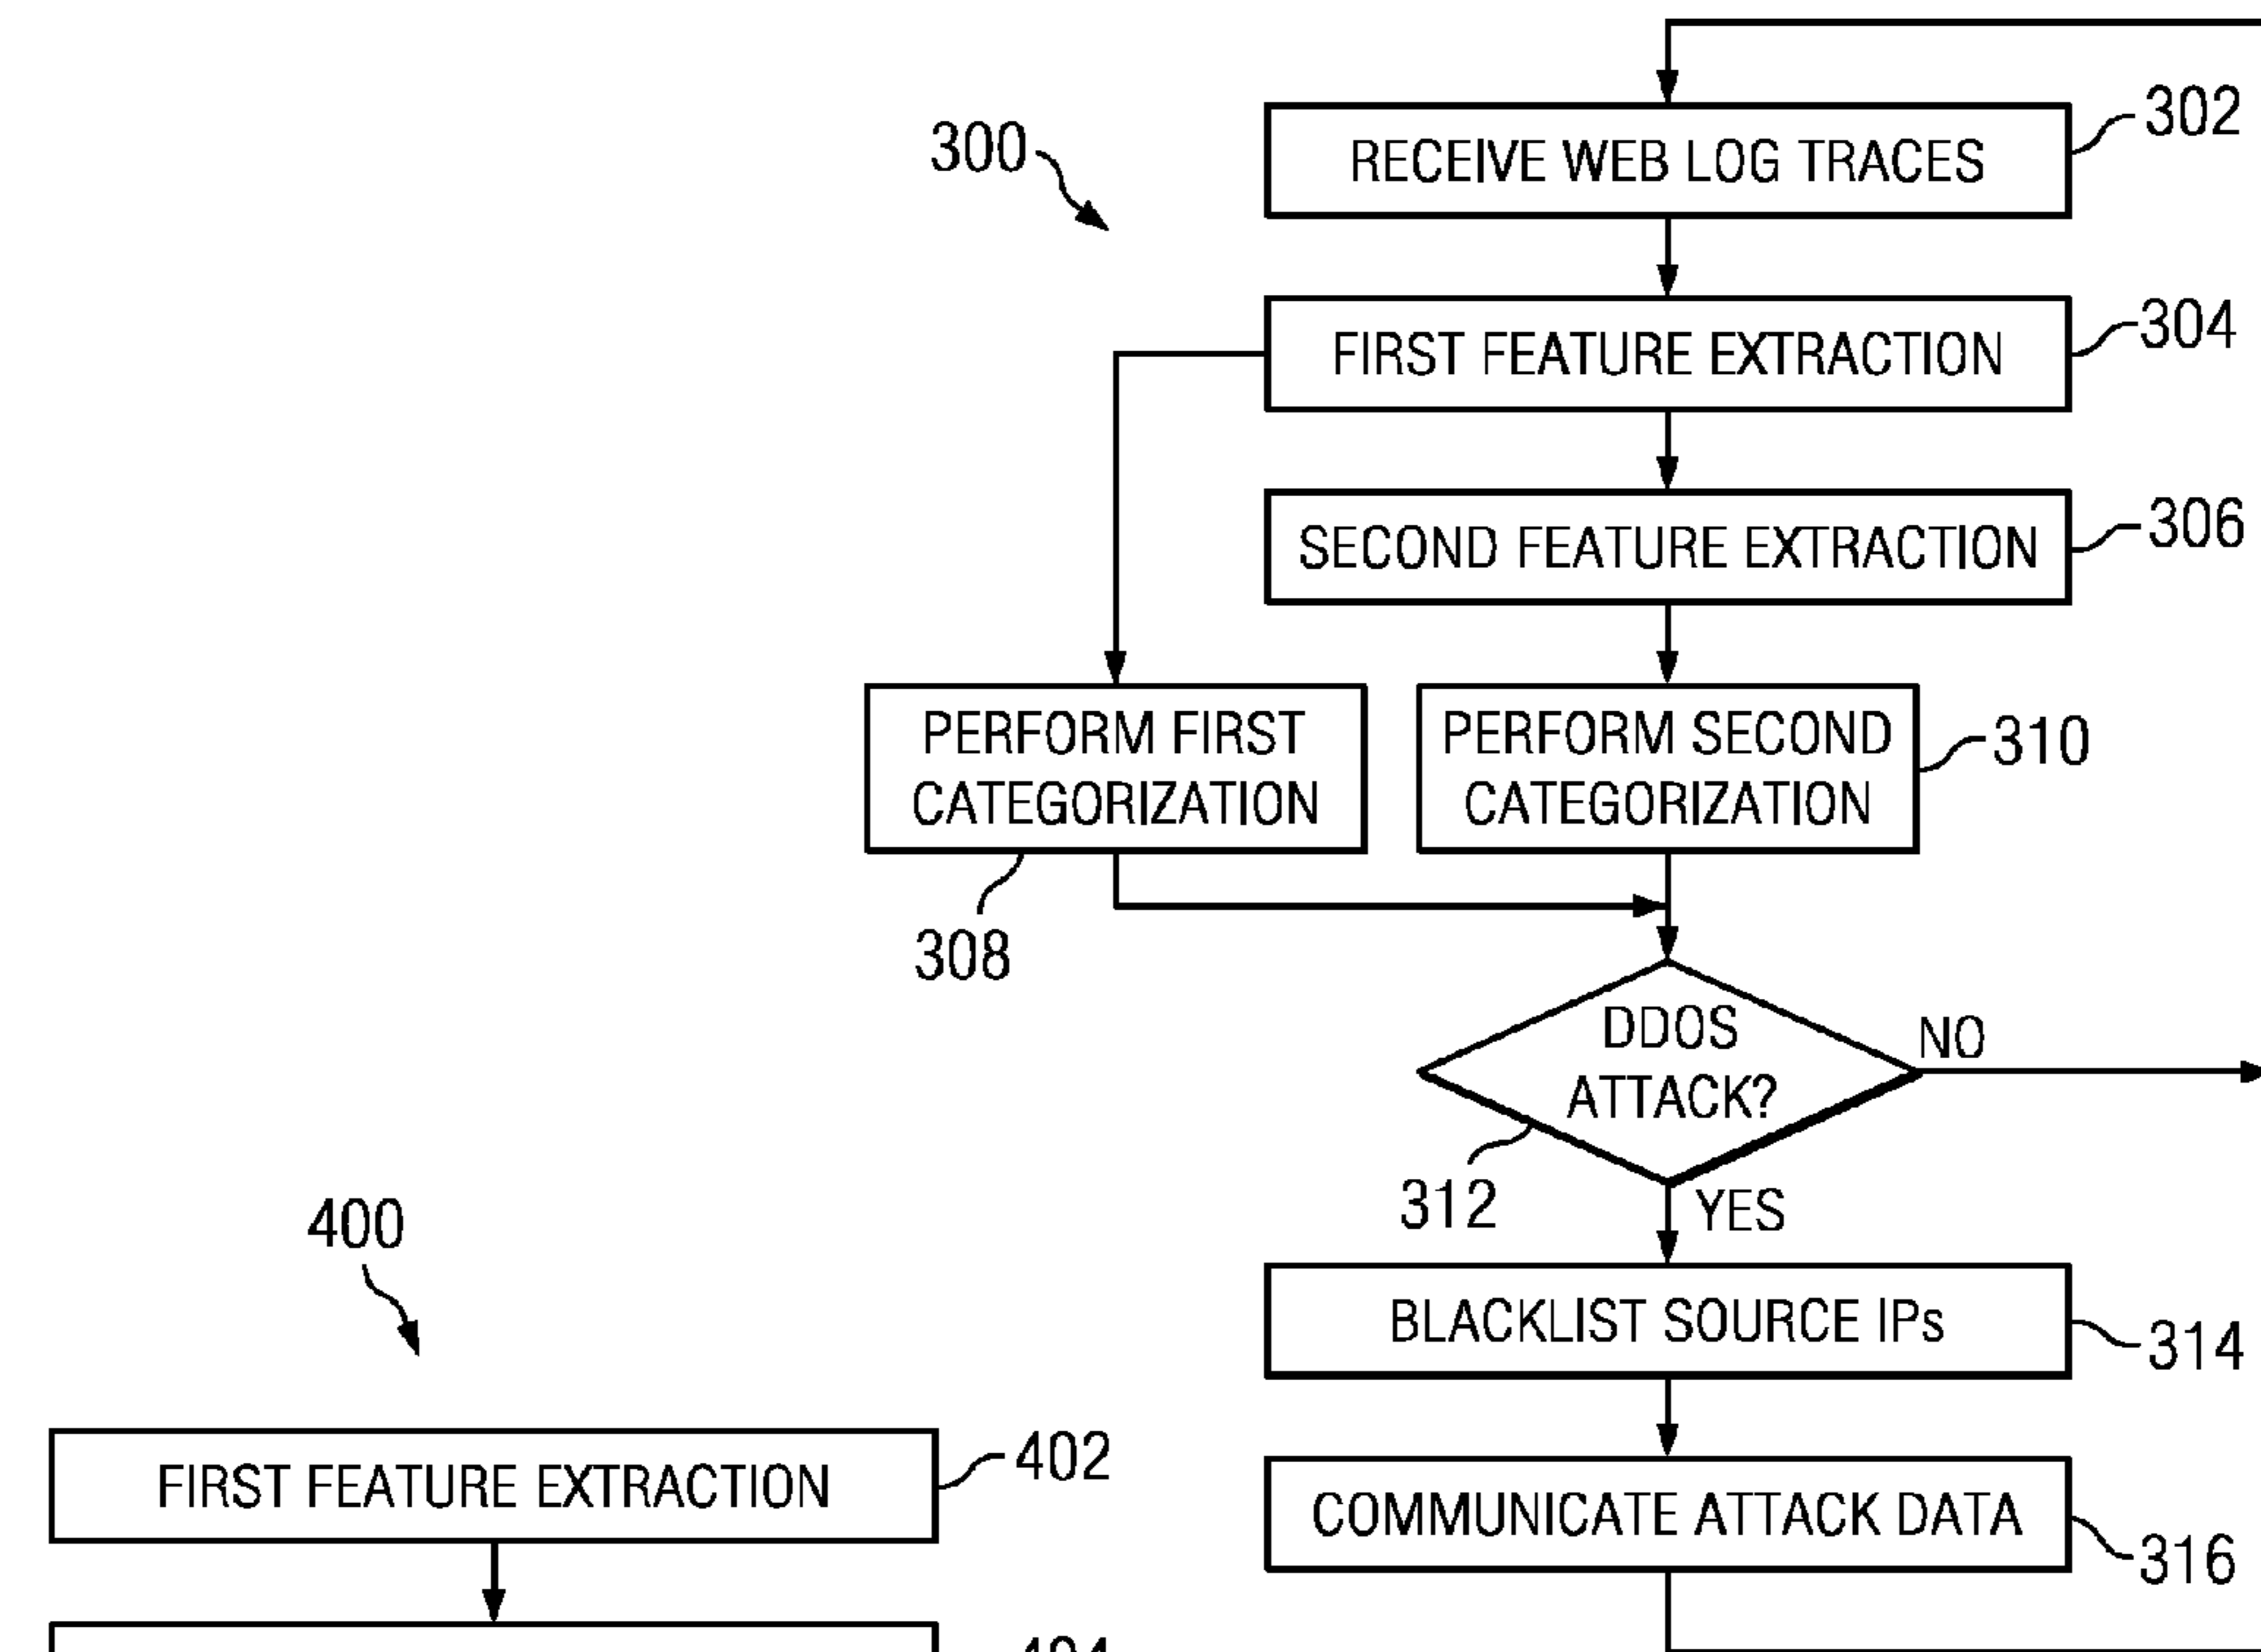 300
RECEIVE WEB LOG TRACES
302
FIRST FEATURE EXTRACTION
304
SECOND FEATURE EXTRACTION
306
PERFORM FIRST
CATEGORIZATION
308
PERFORM SECOND
CATEGORIZATION
310
DDOS
ATTACK?
NO
312
YES
BLACKLIST SOURCE IPs
314
COMMUNICATE ATTACK DATA
316
400
FIRST FEATURE EXTRACTION
402